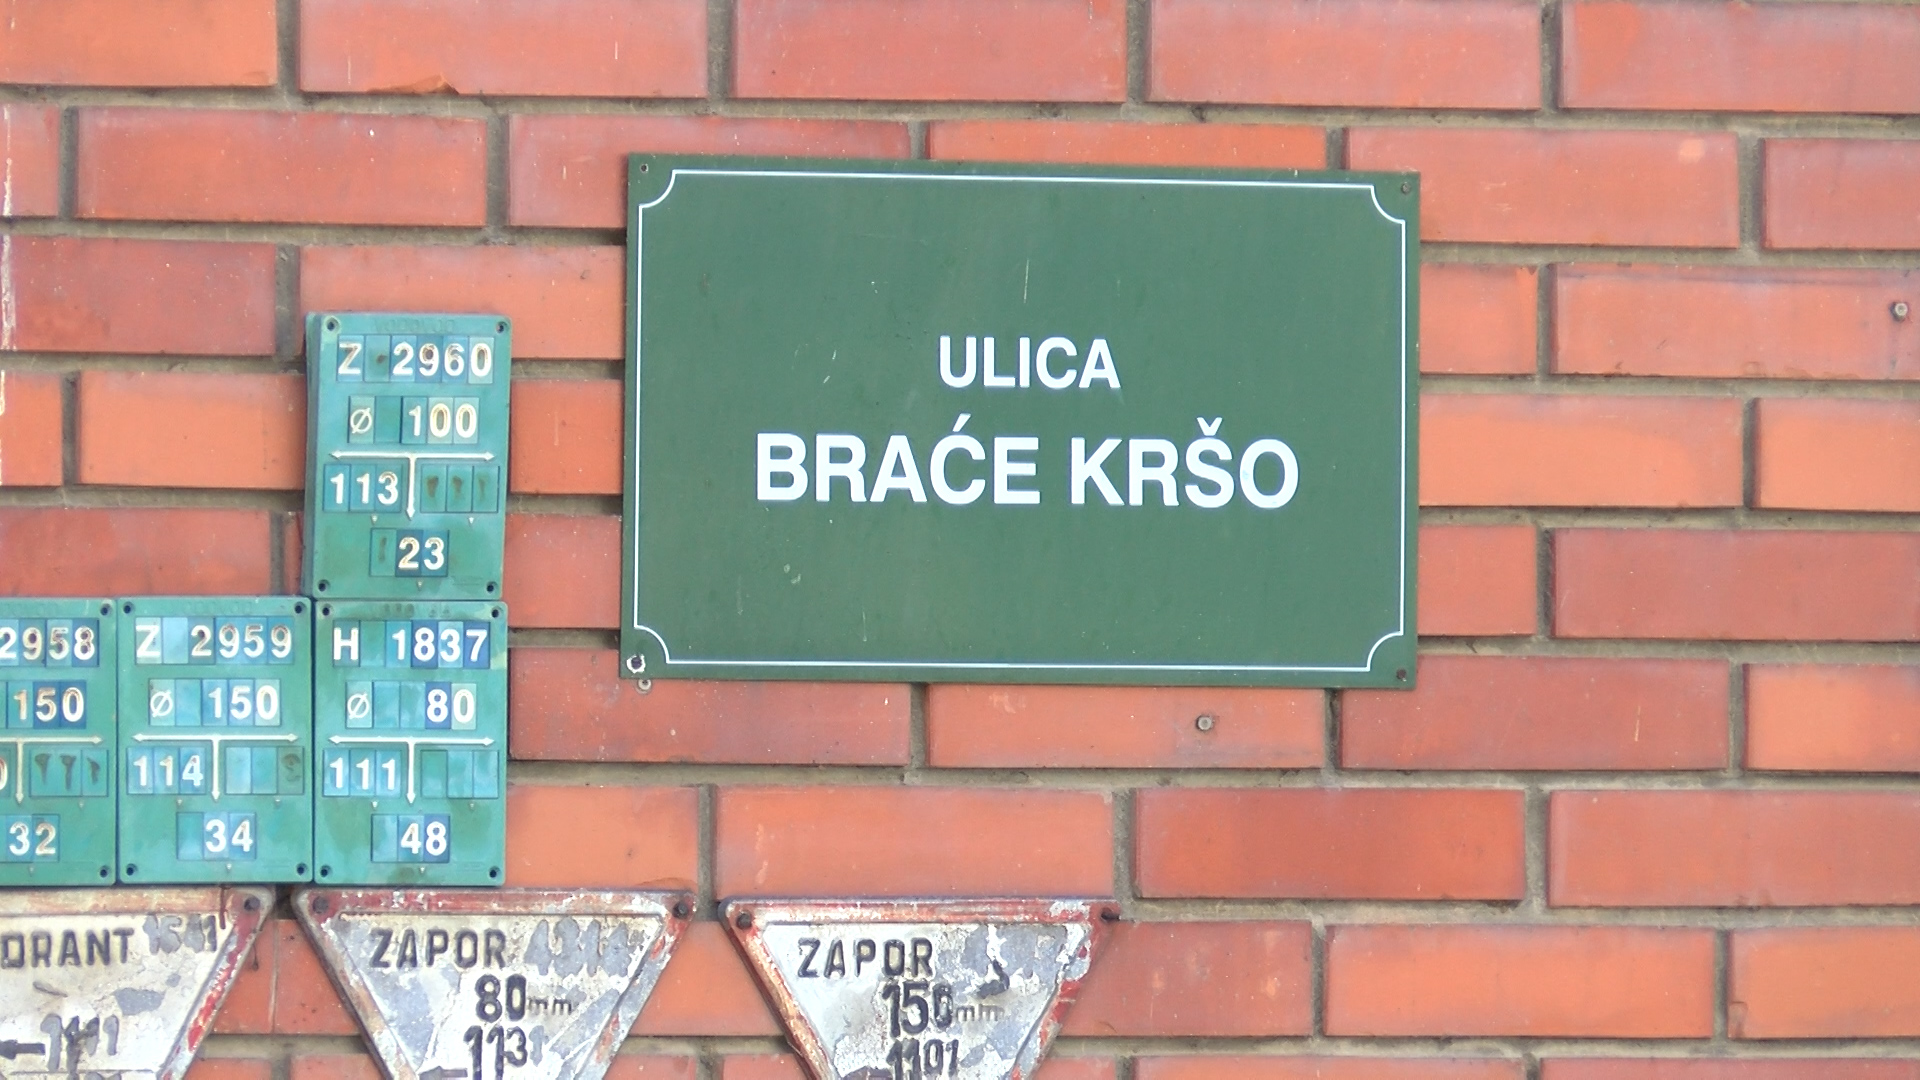 ULICA
BRAĆE KRŠO
Z 2960
Ø 100
113
23
2958
150
32
Z 2959
Ø 150
114
34
H 1837
Ø 80
111
48
ZAPOR
80mm
ZAPOR
150mm